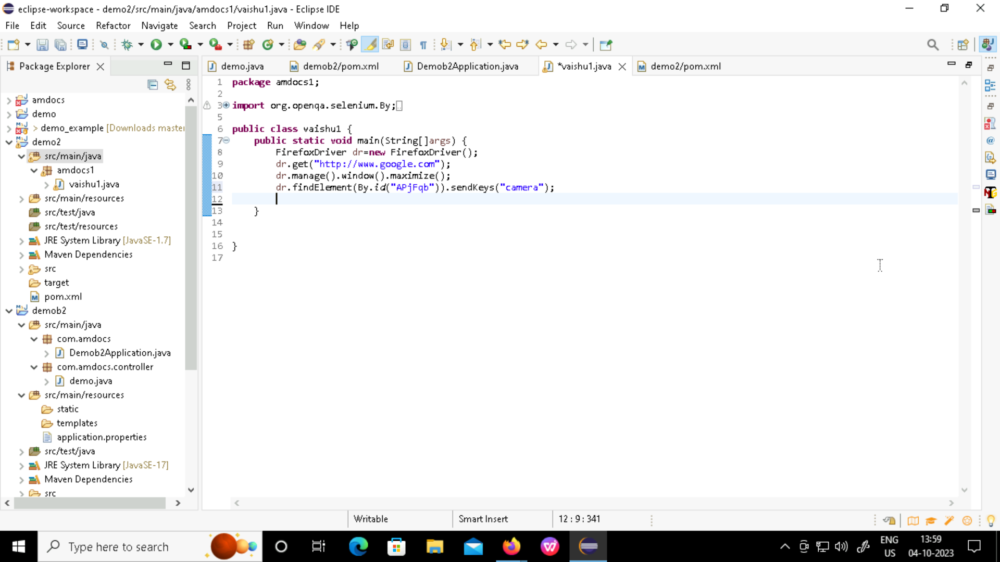 eclipse-workspace - demo2/src/main/java/amdocs1/vaishu1.java - Eclipse IDE
File Edit Source Refactor Navigate Search Project Run Window Help
Package Explorer
demo.java demob2/pom.xml Demob2Application.java *vaishu1.java demo2/pom.xml
amdocs
demo
> demo_example [Downloads master
demo2
src/main/java
amdocs1
vaishu1.java
src/main/resources
src/test/java
src/test/resources
JRE System Library [JavaSE-1.7]
Maven Dependencies
src
target
pom.xml
demob2
src/main/java
com.amdocs
Demob2Application.java
com.amdocs.controller
demo.java
src/main/resources
static
templates
application.properties
src/test/java
JRE System Library [JavaSE-17]
Maven Dependencies
src
1 package amdocs1;
2
3 import org.openqa.selenium.By;
5
6 public class vaishu1 {
7 public static void main(String[]args) {
8 FirefoxDriver dr=new FirefoxDriver();
9 dr.get("http://www.google.com");
10 dr.manage().window().maximize();
11 dr.findElement(By.id("APjFqb")).sendKeys("camera");
12
13 }
14
15
16 }
17
Writable Smart Insert 12 : 9 : 341
Type here to search
ENG
US
13:59
04-10-2023